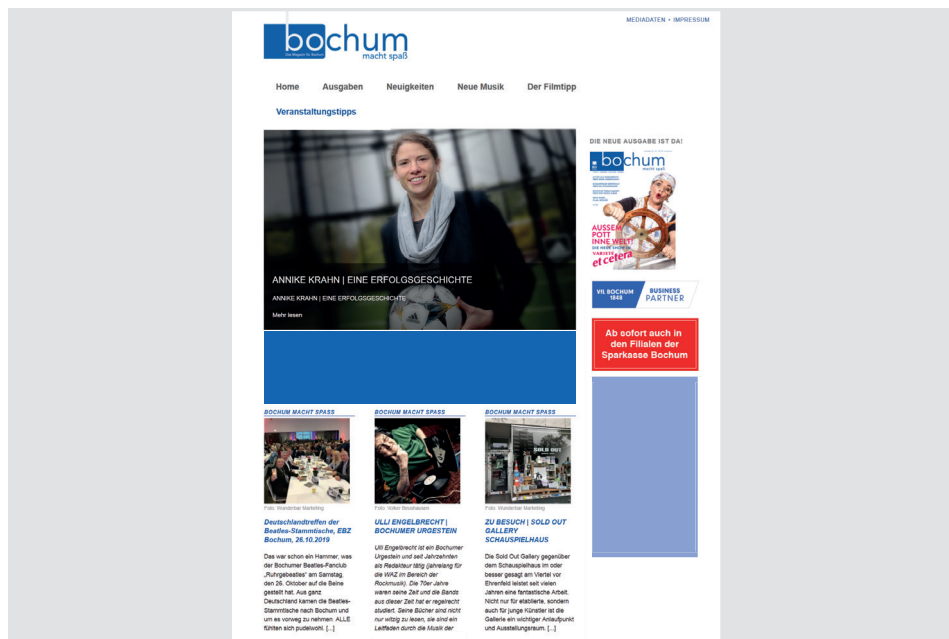 MEDIADATEN • IMPRESSUM
bochum
Das Magazin für Bochum
macht spaß
Home Ausgaben Neuigkeiten Neue Musik Der Filmtipp
Veranstaltungstipps
ANNIKE KRAHN | EINE ERFOLGSGESCHICHTE
ANNIKE KRAHN | EINE ERFOLGSGESCHICHTE
Mehr lesen
DIE NEUE AUSGABE IST DA!
bochum
macht spaß
AUSSEM
POTT
INNE WELT!
DIE NEUE SHOW IM
VARIETE
et cetera
VfL BOCHUM
1848
BUSINESS
PARTNER
Ab sofort auch in
den Filialen der
Sparkasse Bochum
BOCHUM MACHT SPASS
Foto: Wunderbar Marketing
Deutschlandtreffen der
Beatles-Stammtische, EBZ
Bochum, 26.10.2019
Das war schon ein Hammer, was
der Bochumer Beatles-Fanclub
„Ruhrgebeatles“ am Samstag,
den 26. Oktober auf die Beine
gestellt hat. Aus ganz
Deutschland kamen die Beatles-
Stammtische nach Bochum und
um es vorweg zu nehmen: ALLE
fühlten sich pudelwohl. [...]
BOCHUM MACHT SPASS
Foto: Volker Beushausen
ULLI ENGELBRECHT |
BOCHUMER URGESTEIN
Ulli Engelbrecht ist ein Bochumer
Urgestein und seit Jahrzehnten
als Redakteur tätig (jahrelang für
die WAZ im Bereich der
Rockmusik). Die 70er Jahre
waren seine Zeit und die Bands
aus dieser Zeit hat er regelrecht
studiert. Seine Bücher sind nicht
nur witzig zu lesen, sie sind ein
Leitfaden durch die Musik der
BOCHUM MACHT SPASS
SOLD OUT!
Foto: Wunderbar Marketing
ZU BESUCH | SOLD OUT
GALLERY
SCHAUSPIELHAUS
Die Sold Out Gallery gegenüber
dem Schauspielhaus im oder
besser gesagt am Viertel vor
Ehrenfeld leistet seit vielen
Jahren eine fantastische Arbeit.
Nicht nur für etablierte, sondern
auch für junge Künstler ist die
Gallerie ein wichtiger Anlaufpunkt
und Ausstellungsraum. [...]